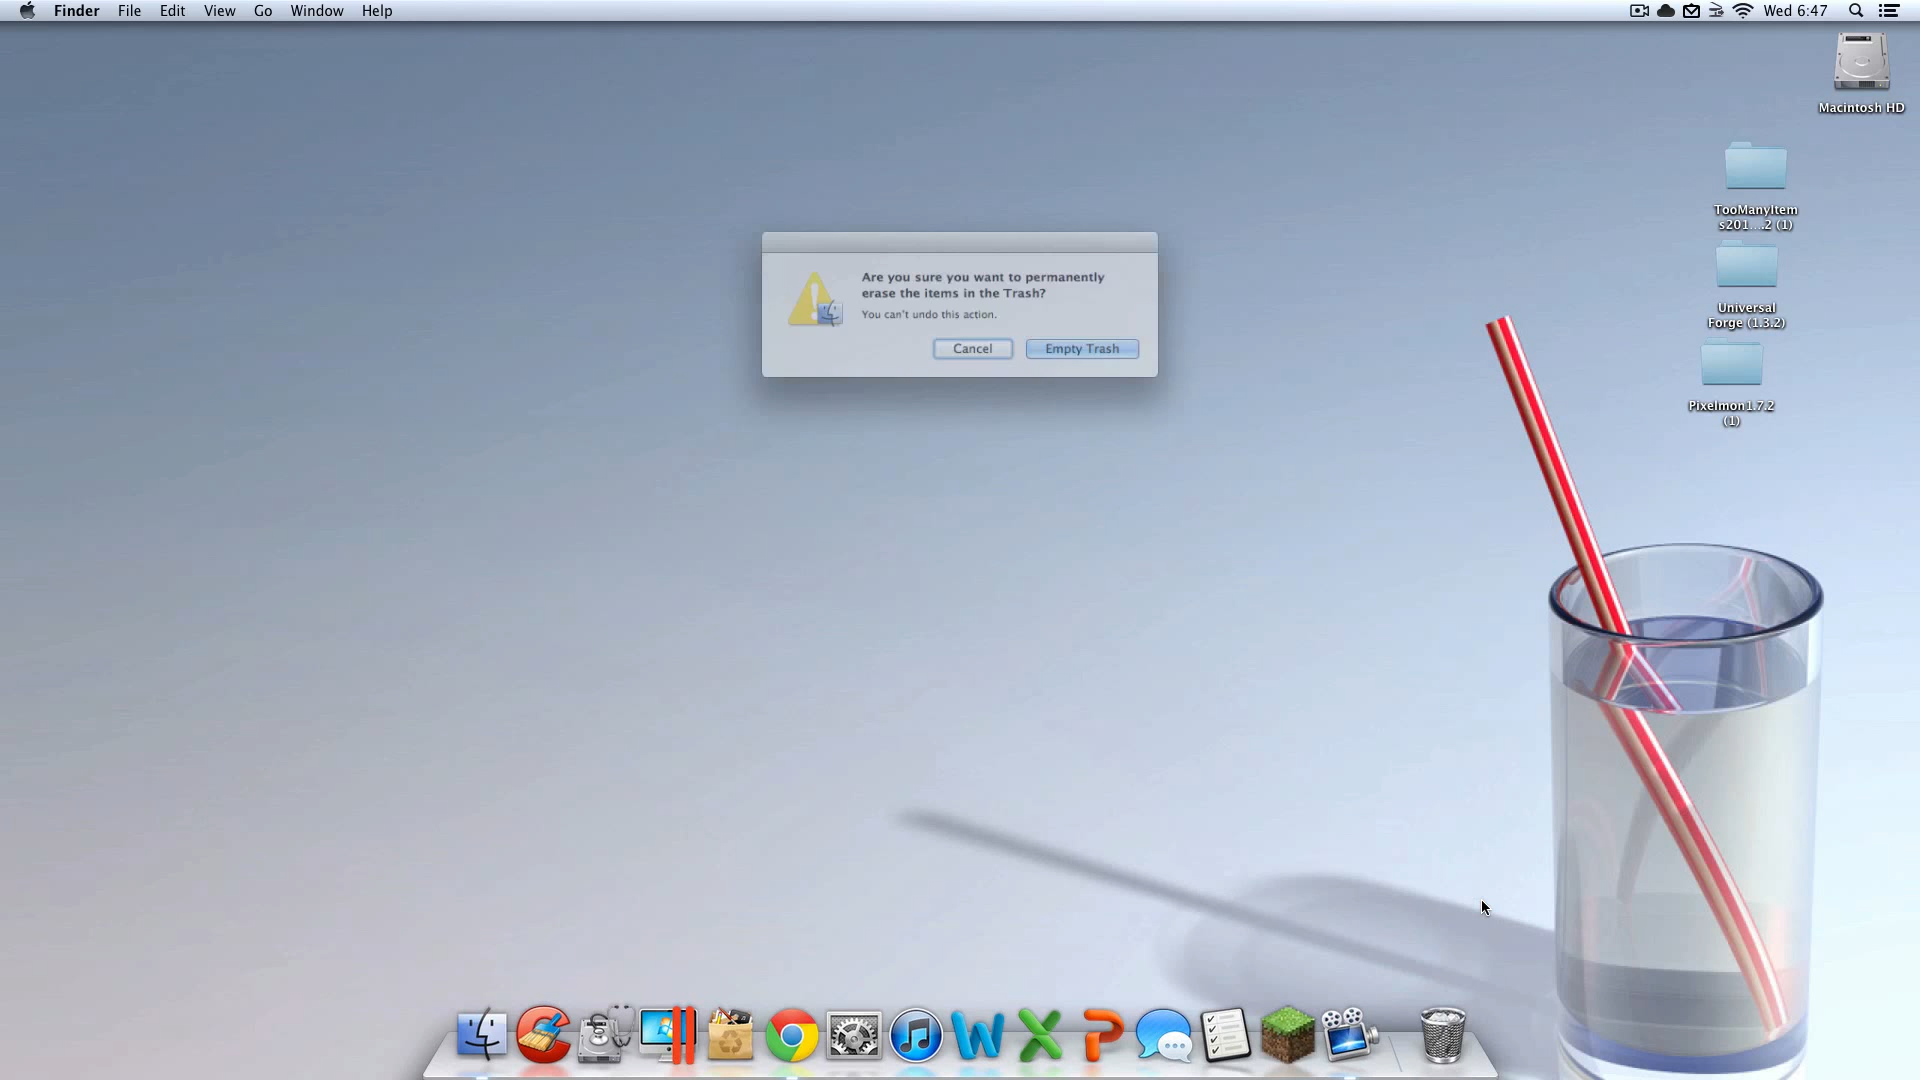 Finder File Edit View Go Window Help
Wed 6:47
Macintosh HD
TooManyItem
s201....2 (1)
Universal
Forge (1.3.2)
Pixelmon1.7.2
(1)
Are you sure you want to permanently
erase the items in the Trash?
You can't undo this action.
Cancel
Empty Trash